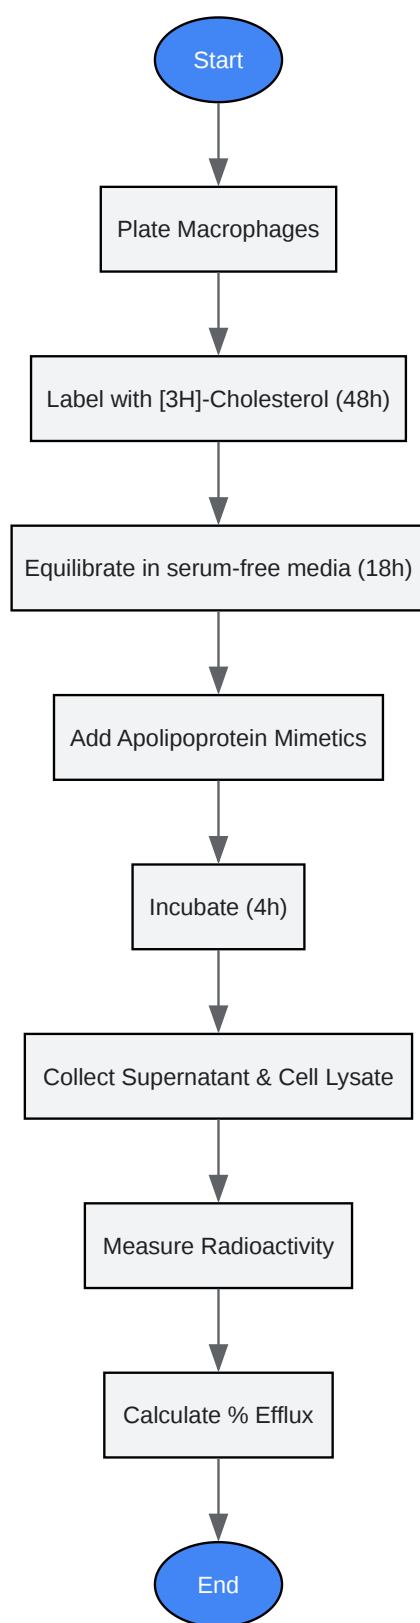 Start
Plate Macrophages
Label with [3H]-Cholesterol (48h)
Equilibrate in serum-free media (18h)
Add Apolipoprotein Mimetics
Incubate (4h)
Collect Supernatant & Cell Lysate
Measure Radioactivity
Calculate % Efflux
End